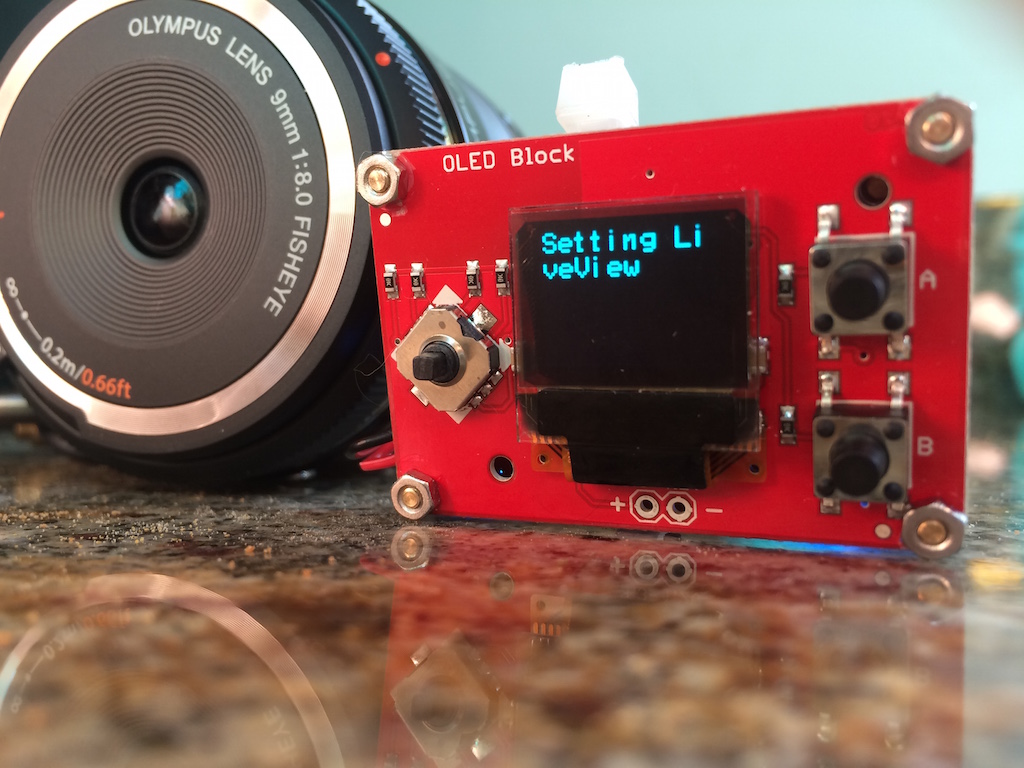 OLYMPUS LENS 9mm 1:8.0 FISHEYE
∞—•—0.2m/0.66ft
OLED Block
Setting Li
veView
A
B
+ −